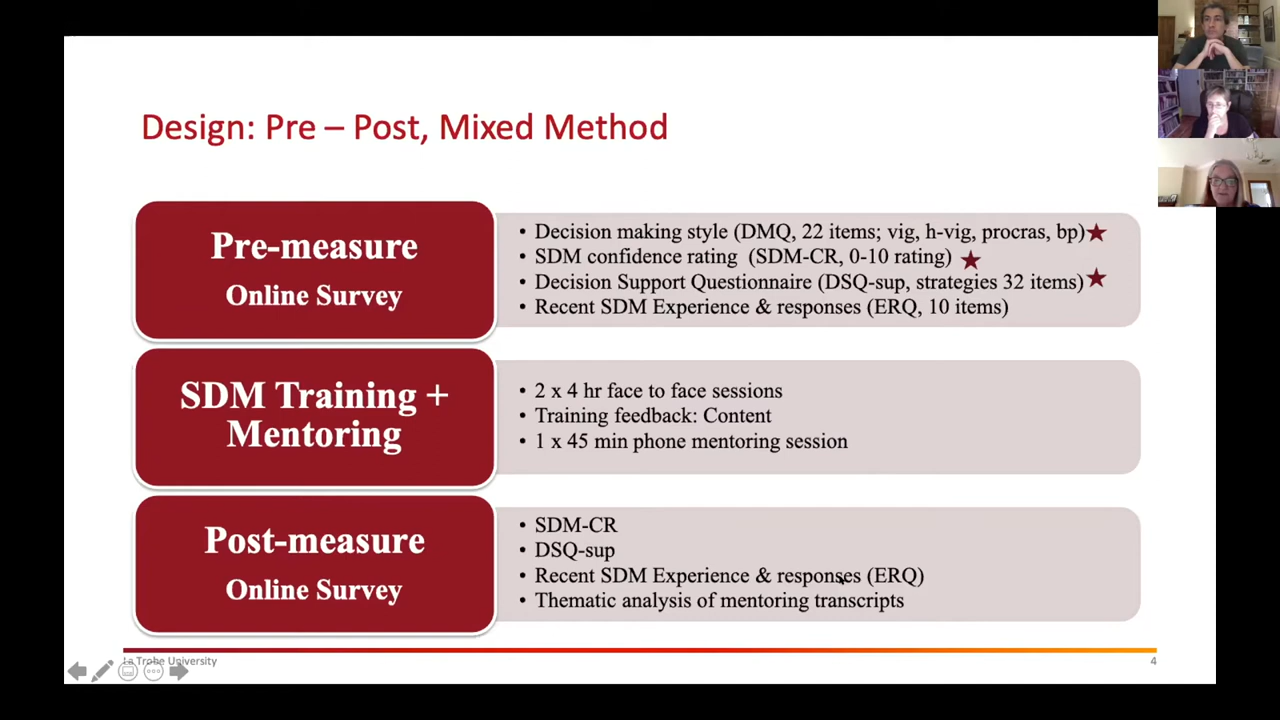 Design: Pre – Post, Mixed Method
Pre-measure
Online Survey
• Decision making style (DMQ, 22 items; vig, h-vig, procras, bp)
• SDM confidence rating (SDM-CR, 0-10 rating)
• Decision Support Questionnaire (DSQ-sup, strategies 32 items)
• Recent SDM Experience & responses (ERQ, 10 items)
SDM Training +
Mentoring
• 2 x 4 hr face to face sessions
• Training feedback: Content
• 1 x 45 min phone mentoring session
Post-measure
Online Survey
• SDM-CR
• DSQ-sup
• Recent SDM Experience & responses (ERQ)
• Thematic analysis of mentoring transcripts
La Trobe University
4